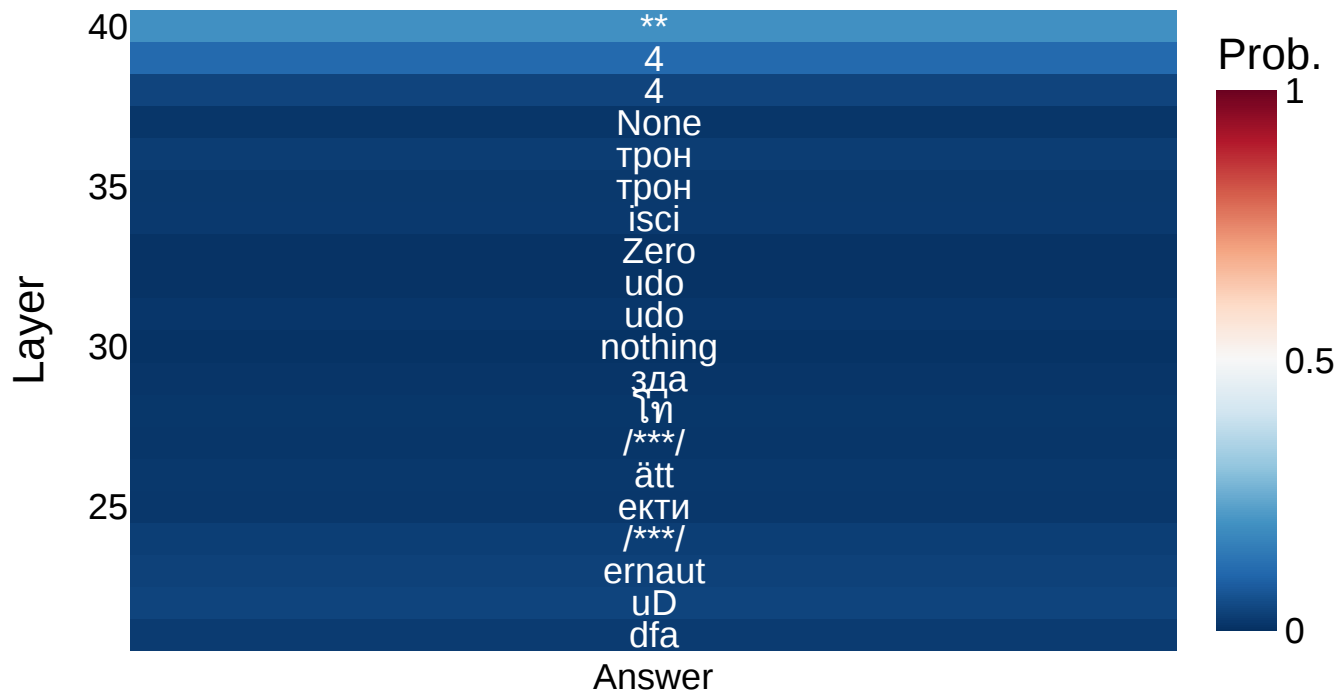 40
**
Prob.
4
4
1
None
трон
35
трон
isci
Zero
udo
udo
Layer
30
nothing
0.5
зда
โท
/***/
ätt
25
екти
/***/
ernaut
uD
dfa
0
Answer